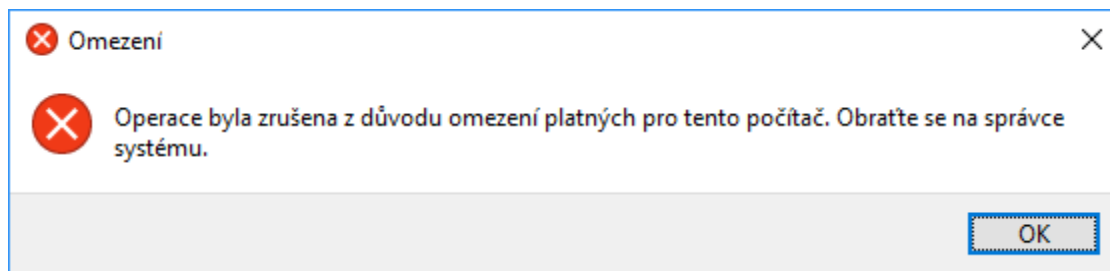 Omezení
Operace byla zrušena z důvodu omezení platných pro tento počítač. Obraťte se na správce
systému.
OK